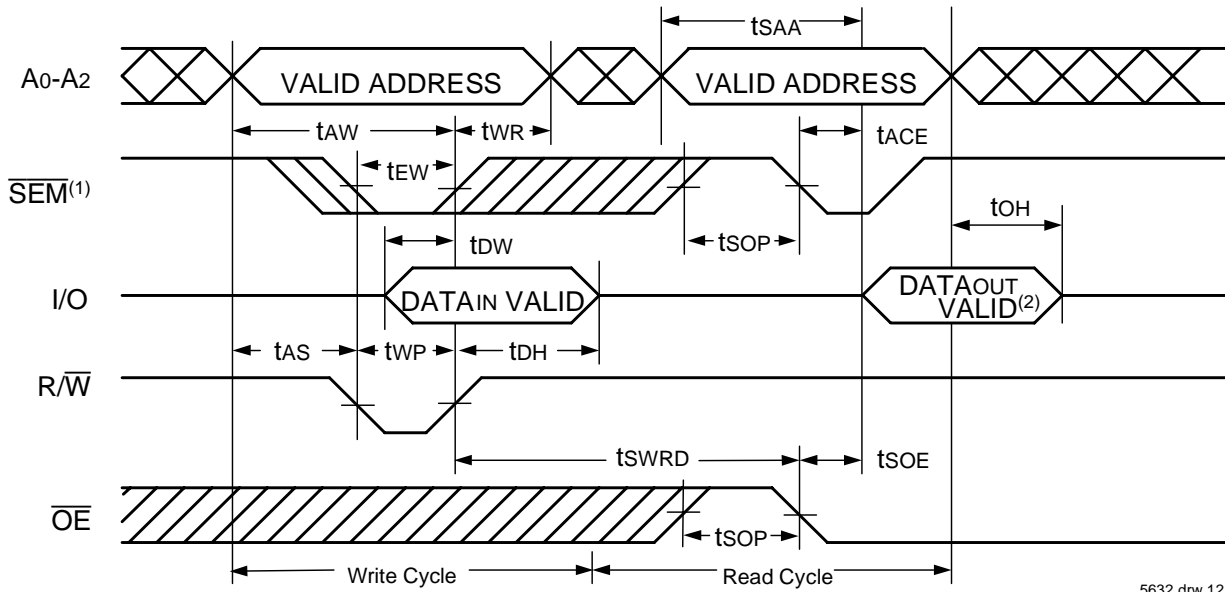 tSAA
A0-A2
VALID ADDRESS
VALID ADDRESS
tAW
tWR
tACE
tEW
SEM(1)
tSOP
tOH
tDW
I/O
DATAIN VALID
DATAOUT
VALID(2)
tAS
tWP
tDH
R/W
tSWRD
tSOE
OE
tSOP
Write Cycle
Read Cycle
5632 drw 12